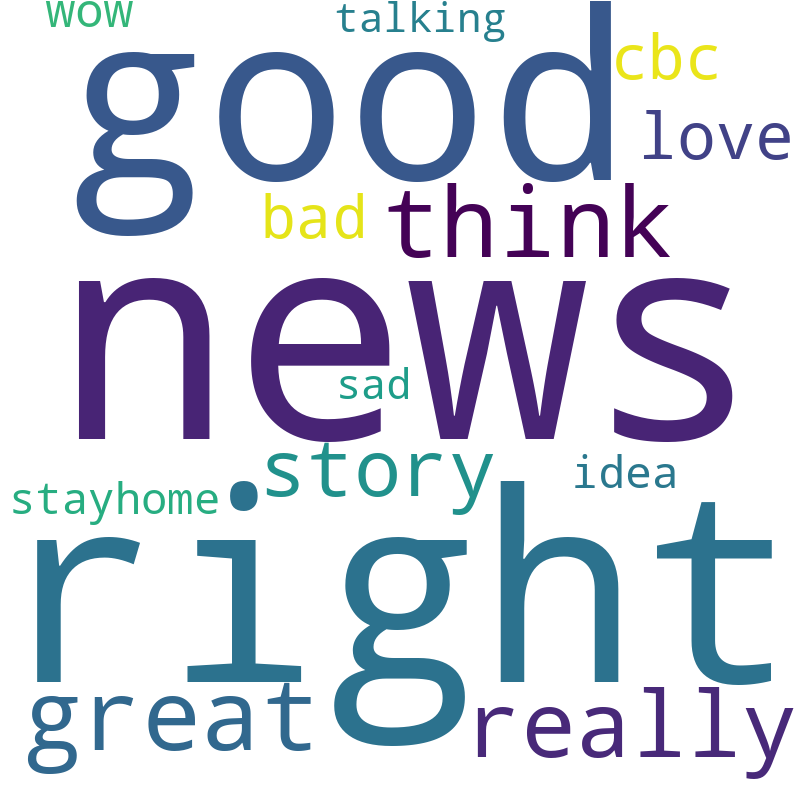 wow
talking
good
cbc
love
bad
think
news
sad
story
idea
stayhome
right
great
really